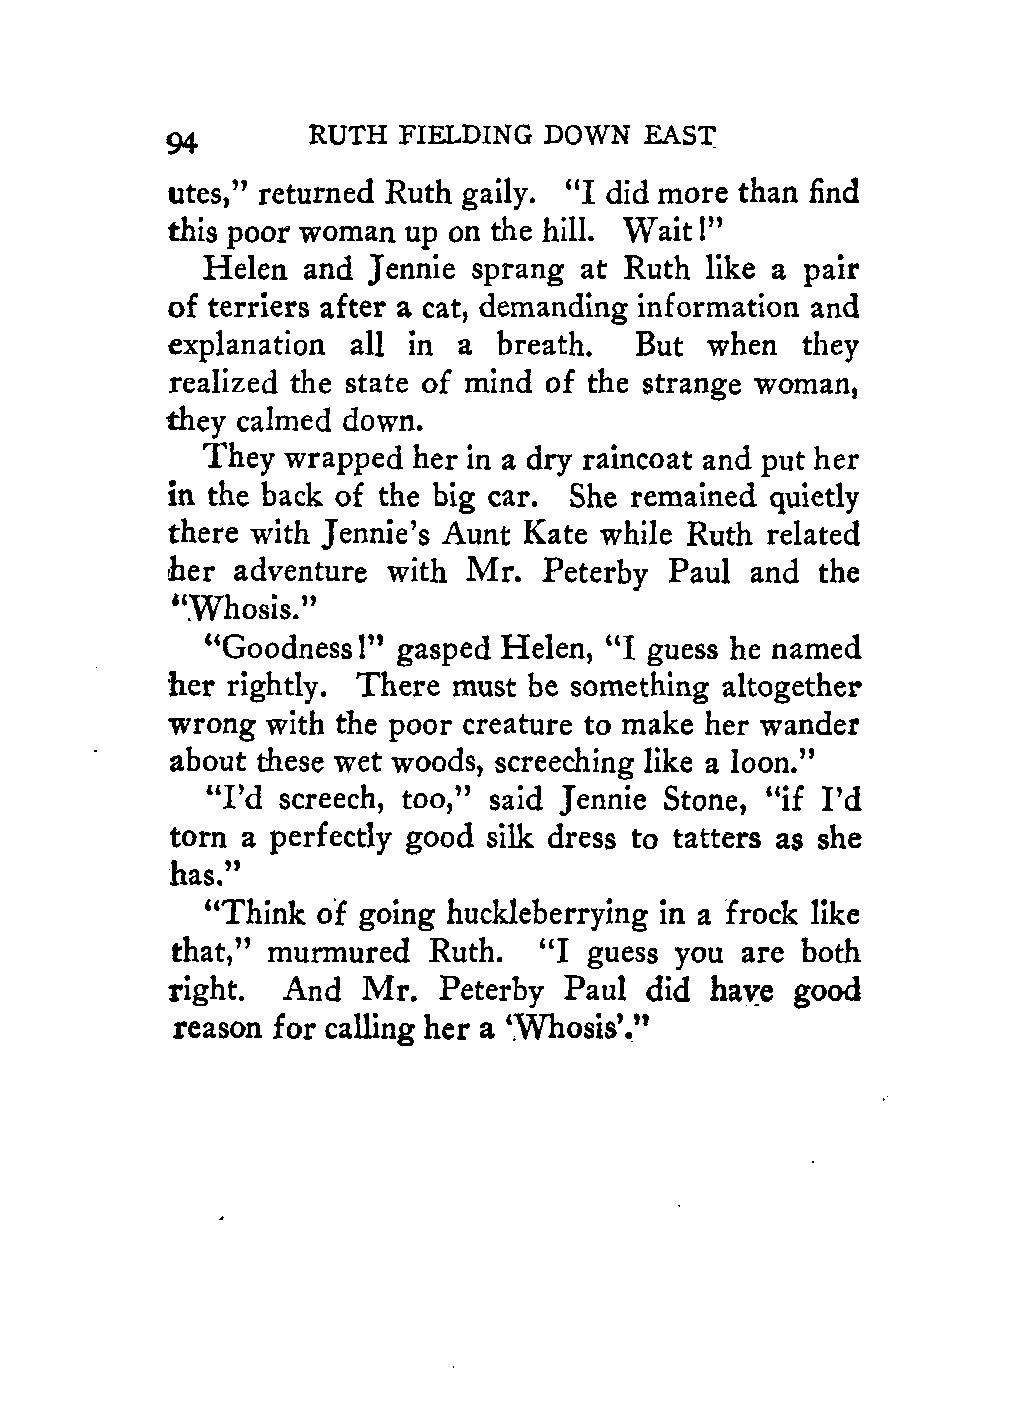 94 RUTH FIELDING DOWN EAST
utes," returned Ruth gaily. "I did more than find
this poor woman up on the hill. Wait!"
Helen and Jennie sprang at Ruth like a pair
of terriers after a cat, demanding information and
explanation all in a breath. But when they
realized the state of mind of the strange woman,
they calmed down.
They wrapped her in a dry raincoat and put her
in the back of the big car. She remained quietly
there with Jennie's Aunt Kate while Ruth related
her adventure with Mr. Peterby Paul and the
"Whosis."
"Goodness!" gasped Helen, "I guess he named
her rightly. There must be something altogether
wrong with the poor creature to make her wander
about these wet woods, screeching like a loon."
"I'd screech, too," said Jennie Stone, "if I'd
torn a perfectly good silk dress to tatters as she
has."
"Think of going huckleberrying in a frock like
that," murmured Ruth. "I guess you are both
right. And Mr. Peterby Paul did have good
reason for calling her a 'Whosis'."